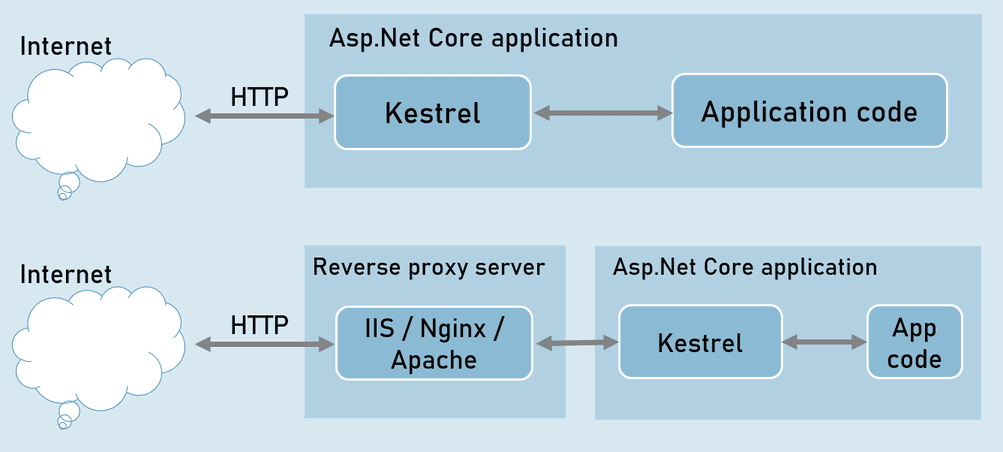 Internet
Asp.Net Core application
HTTP
Kestrel
Application code
Internet
Reverse proxy server
Asp.Net Core application
HTTP
IIS / Nginx /
Apache
Kestrel
App
code